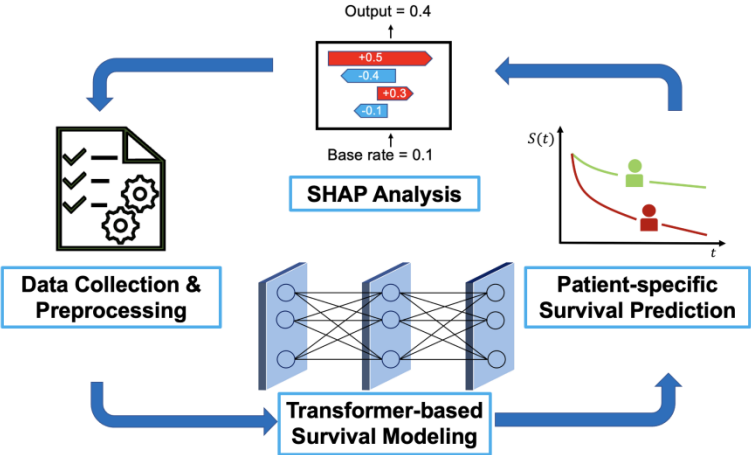 Output = 0.4
+0.5
-0.4
+0.3
-0.1
Base rate = 0.1
SHAP Analysis
S(t)
t
Data Collection &
Preprocessing
Patient-specific
Survival Prediction
Transformer-based
Survival Modeling